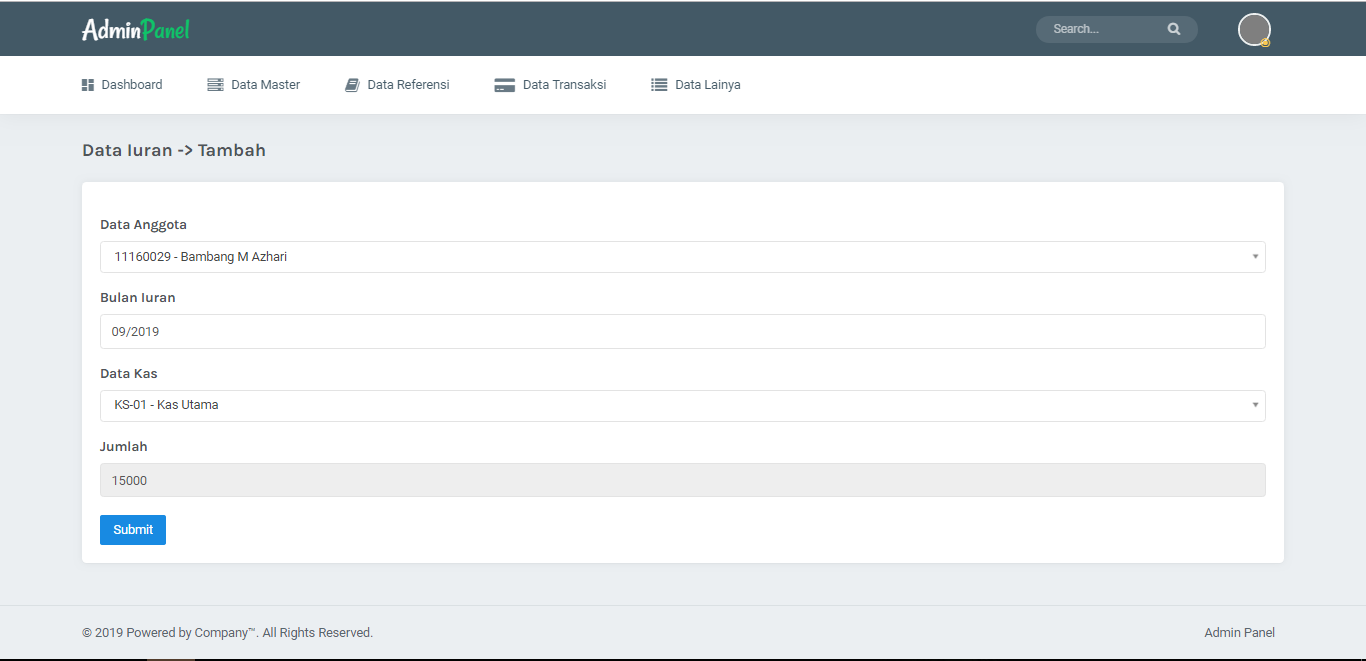 AdminPanel
Search...
Dashboard Data Master Data Referensi Data Transaksi Data Lainya
Data Iuran -> Tambah
Data Anggota
11160029 - Bambang M Azhari
Bulan Iuran
09/2019
Data Kas
KS-01 - Kas Utama
Jumlah
15000
Submit
© 2019 Powered by Company™. All Rights Reserved.
Admin Panel